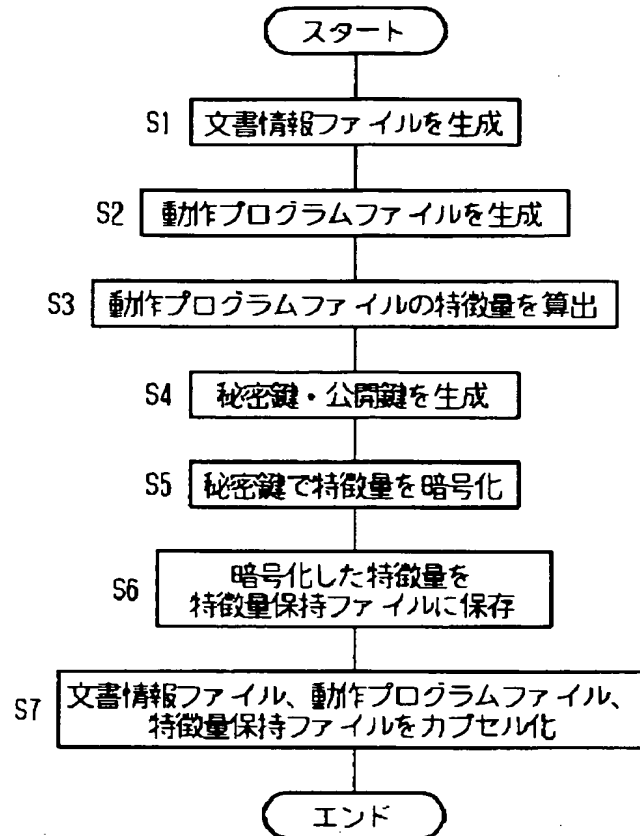 スタート
S1 文書情報ファイルを生成
S2 動作プログラムファイルを生成
S3 動作プログラムファイルの特徴量を算出
S4 秘密鍵・公開鍵を生成
S5 秘密鍵で特徴量を暗号化
暗号化した特徴量を
S6 特徴量保持ファイルに保存
文書情報ファイル、動作プログラムファイル、
S7 特徴量保持ファイルをカプセル化
エンド